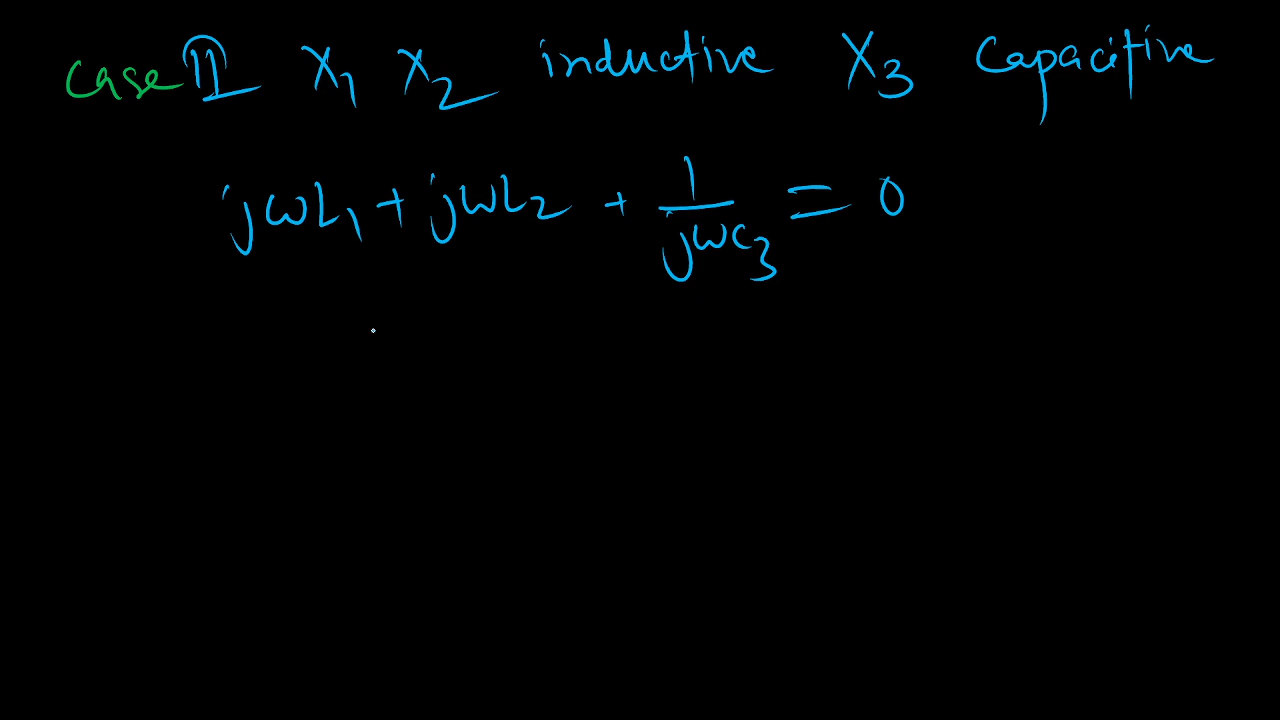 Case II X₁ X₂ inductive X₃ Capacitive
jωL₁ + jωL₂ + 1/jωC₃ = 0